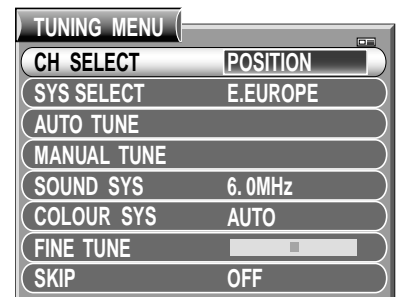 TUNING MENU
CH SELECT POSITION
SYS SELECT E.EUROPE
AUTO TUNE
MANUAL TUNE
SOUND SYS 6.0MHz
COLOUR SYS AUTO
FINE TUNE
SKIP OFF